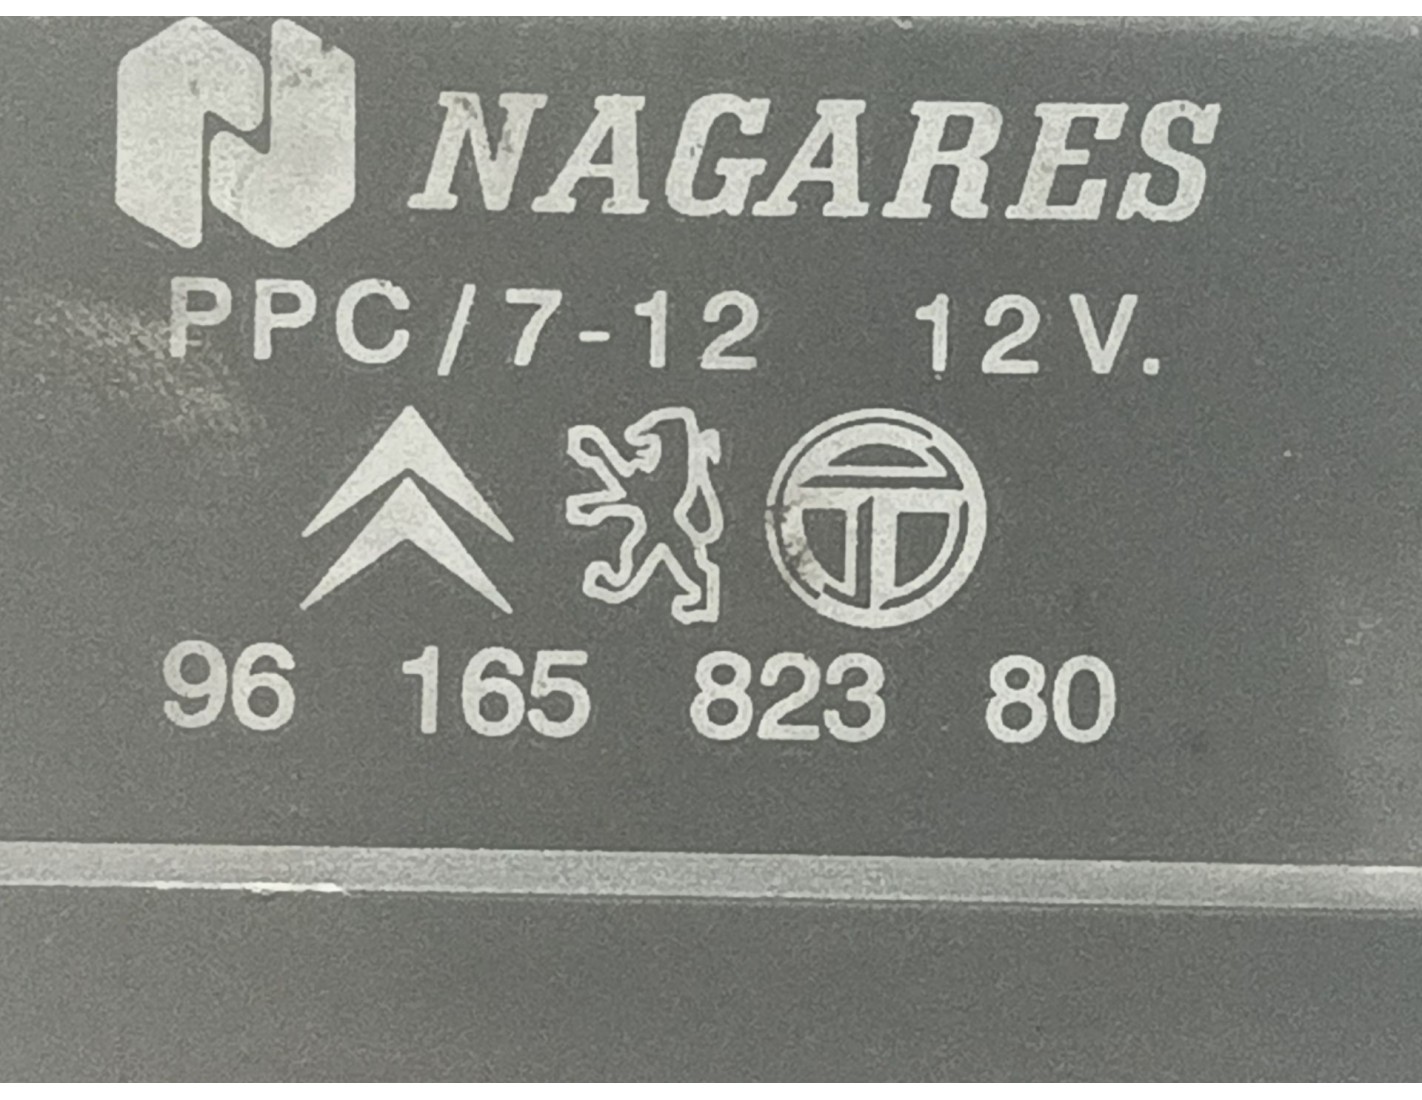 NAGARES
PPC/7-12 12V.
96 165 823 80